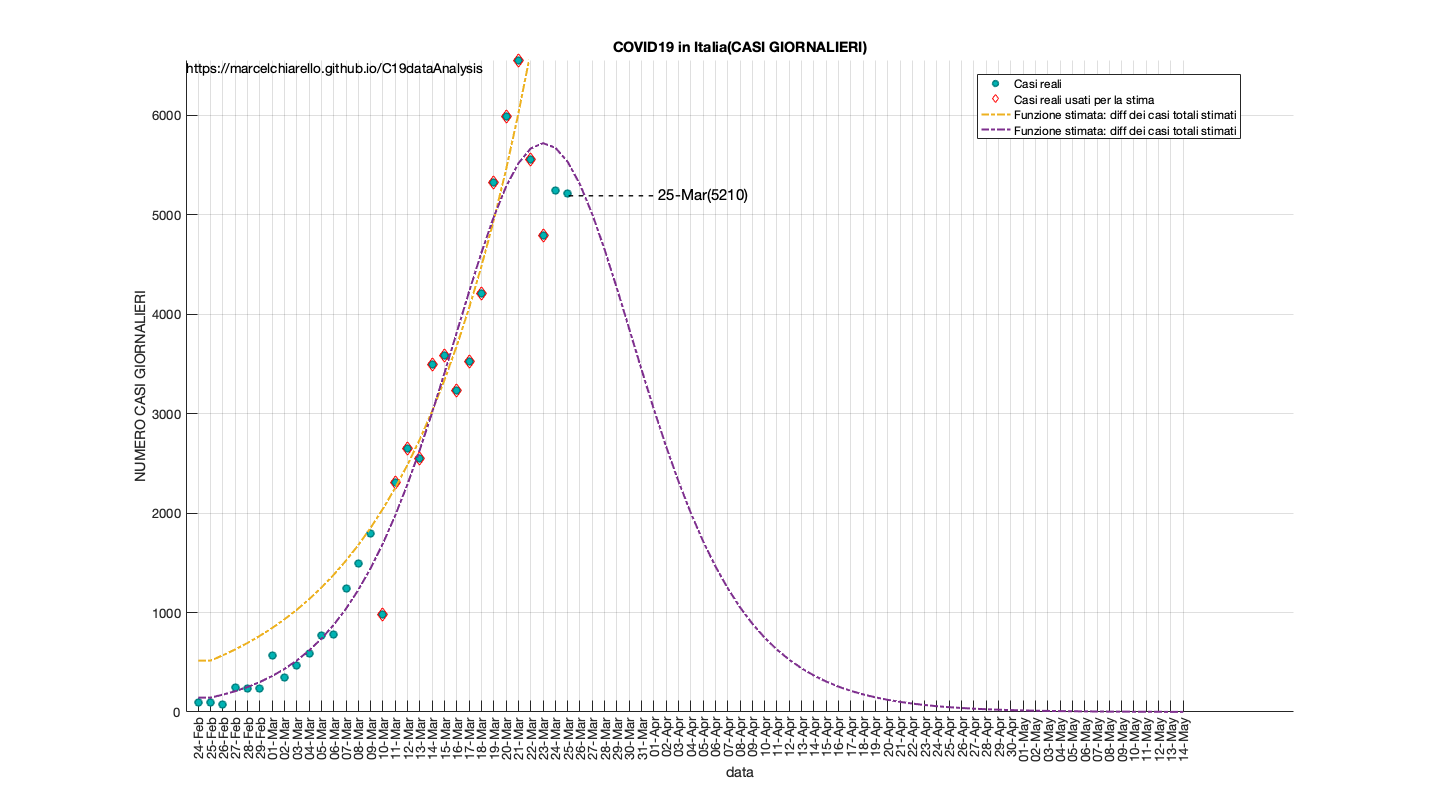 COVID19 in Italia(CASI GIORNALIERI)
https://marcelchiarello.github.io/C19dataAnalysis
Casi reali
Casi reali usati per la stima
Funzione stimata: diff dei casi totali stimati
Funzione stimata: diff dei casi totali stimati
6000
5000
4000
3000
2000
1000
0
NUMERO CASI GIORNALIERI
25-Mar(5210)
24-Feb
25-Feb
26-Feb
27-Feb
28-Feb
29-Feb
01-Mar
02-Mar
03-Mar
04-Mar
05-Mar
06-Mar
07-Mar
08-Mar
09-Mar
10-Mar
11-Mar
12-Mar
13-Mar
14-Mar
15-Mar
16-Mar
17-Mar
18-Mar
19-Mar
20-Mar
21-Mar
22-Mar
23-Mar
24-Mar
25-Mar
26-Mar
27-Mar
28-Mar
29-Mar
30-Mar
31-Mar
01-Apr
02-Apr
03-Apr
04-Apr
05-Apr
06-Apr
07-Apr
08-Apr
09-Apr
10-Apr
11-Apr
12-Apr
13-Apr
14-Apr
15-Apr
16-Apr
17-Apr
18-Apr
19-Apr
20-Apr
21-Apr
22-Apr
23-Apr
24-Apr
25-Apr
26-Apr
27-Apr
28-Apr
29-Apr
30-Apr
01-May
02-May
03-May
04-May
05-May
06-May
07-May
08-May
09-May
10-May
11-May
12-May
13-May
14-May
data